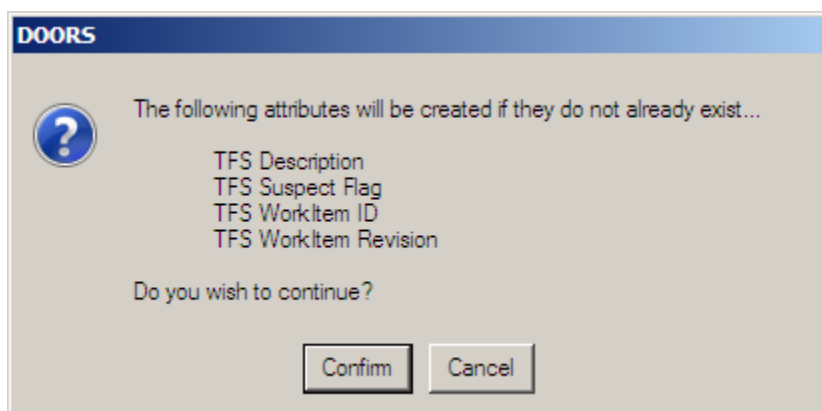 DOORS
?
The following attributes will be created if they do not already exist...
TFS Description
TFS Suspect Flag
TFS WorkItem ID
TFS WorkItem Revision
Do you wish to continue?
Confirm Cancel